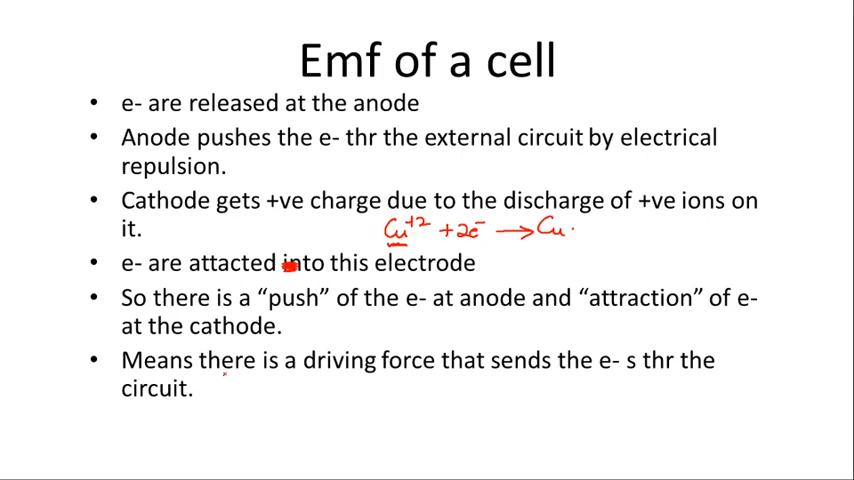 Emf of a cell
• e- are released at the anode
• Anode pushes the e- thr the external circuit by electrical
repulsion.
• Cathode gets +ve charge due to the discharge of +ve ions on
it.
Cu+2 +2e- → Cu.
• e- are attacted into this electrode
• So there is a “push” of the e- at anode and “attraction” of e-
at the cathode.
• Means there is a driving force that sends the e- s thr the
circuit.